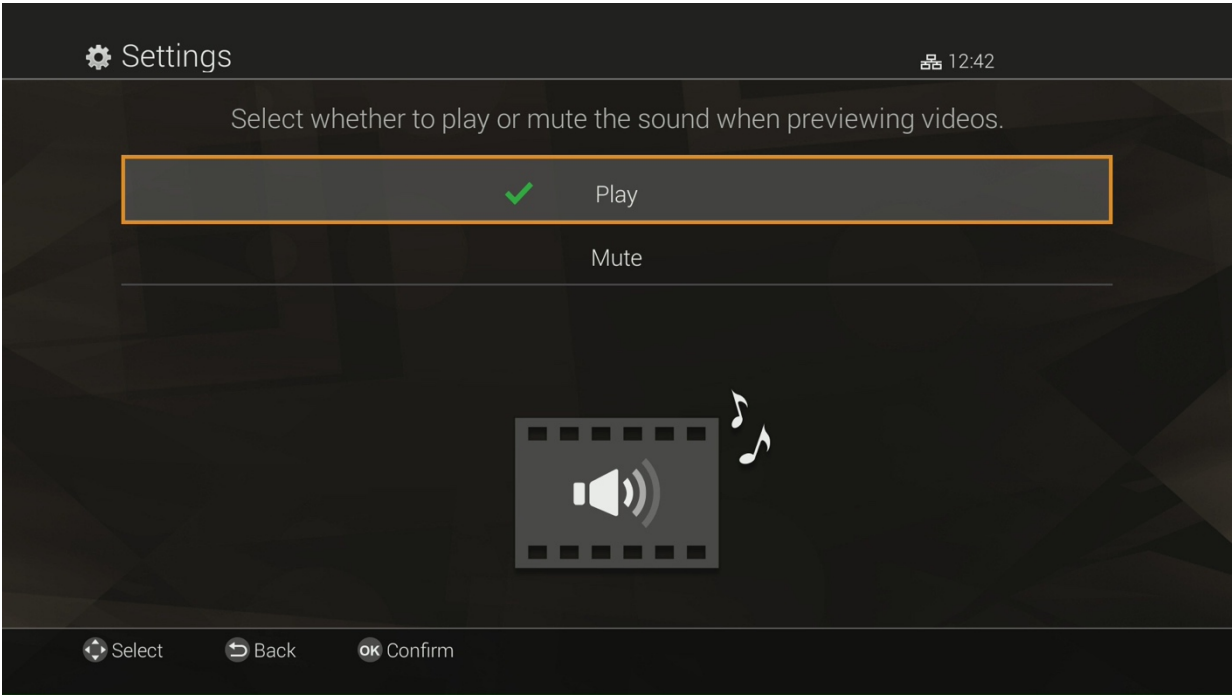 Settings
12:42
Select whether to play or mute the sound when previewing videos.
Play
Mute
Select
Back
OK Confirm